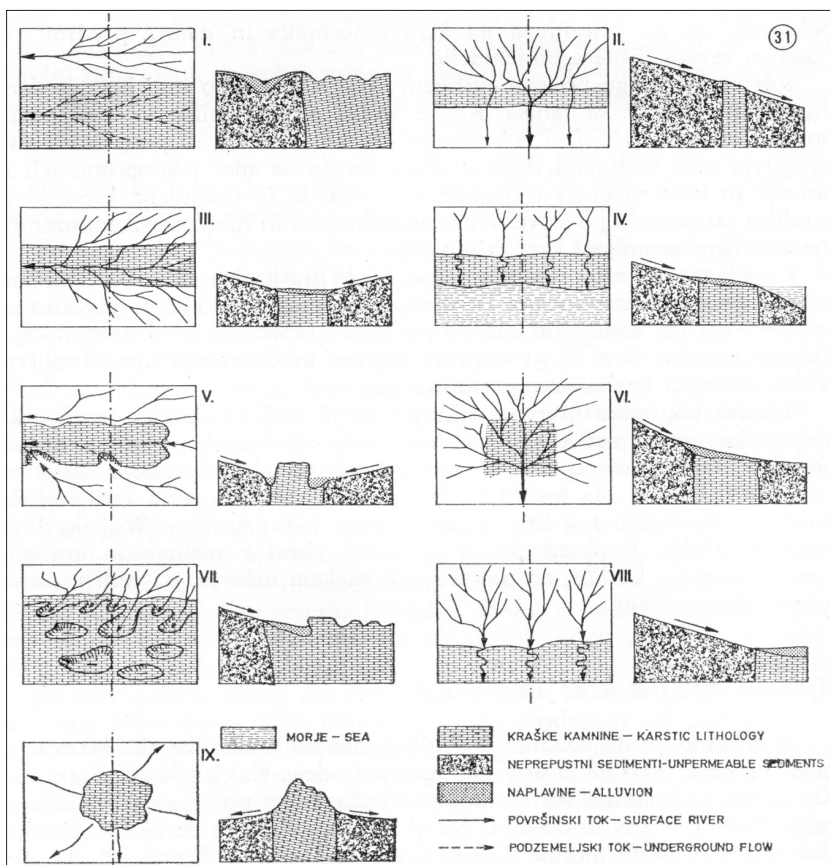 I.
II.
31
III.
IV.
V.
VI.
VII.
VIII.
IX.
MORJE – SEA
KRAŠKE KAMNINE – KARSTIC LITHOLOGY
NEPREPUSTNI SEDIMENTI-UNPERMEABLE SEDIMENTS
NAPLAVINE – ALLUVION
POVRŠINSKI TOK – SURFACE RIVER
PODZEMELJSKI TOK – UNDERGROUND FLOW